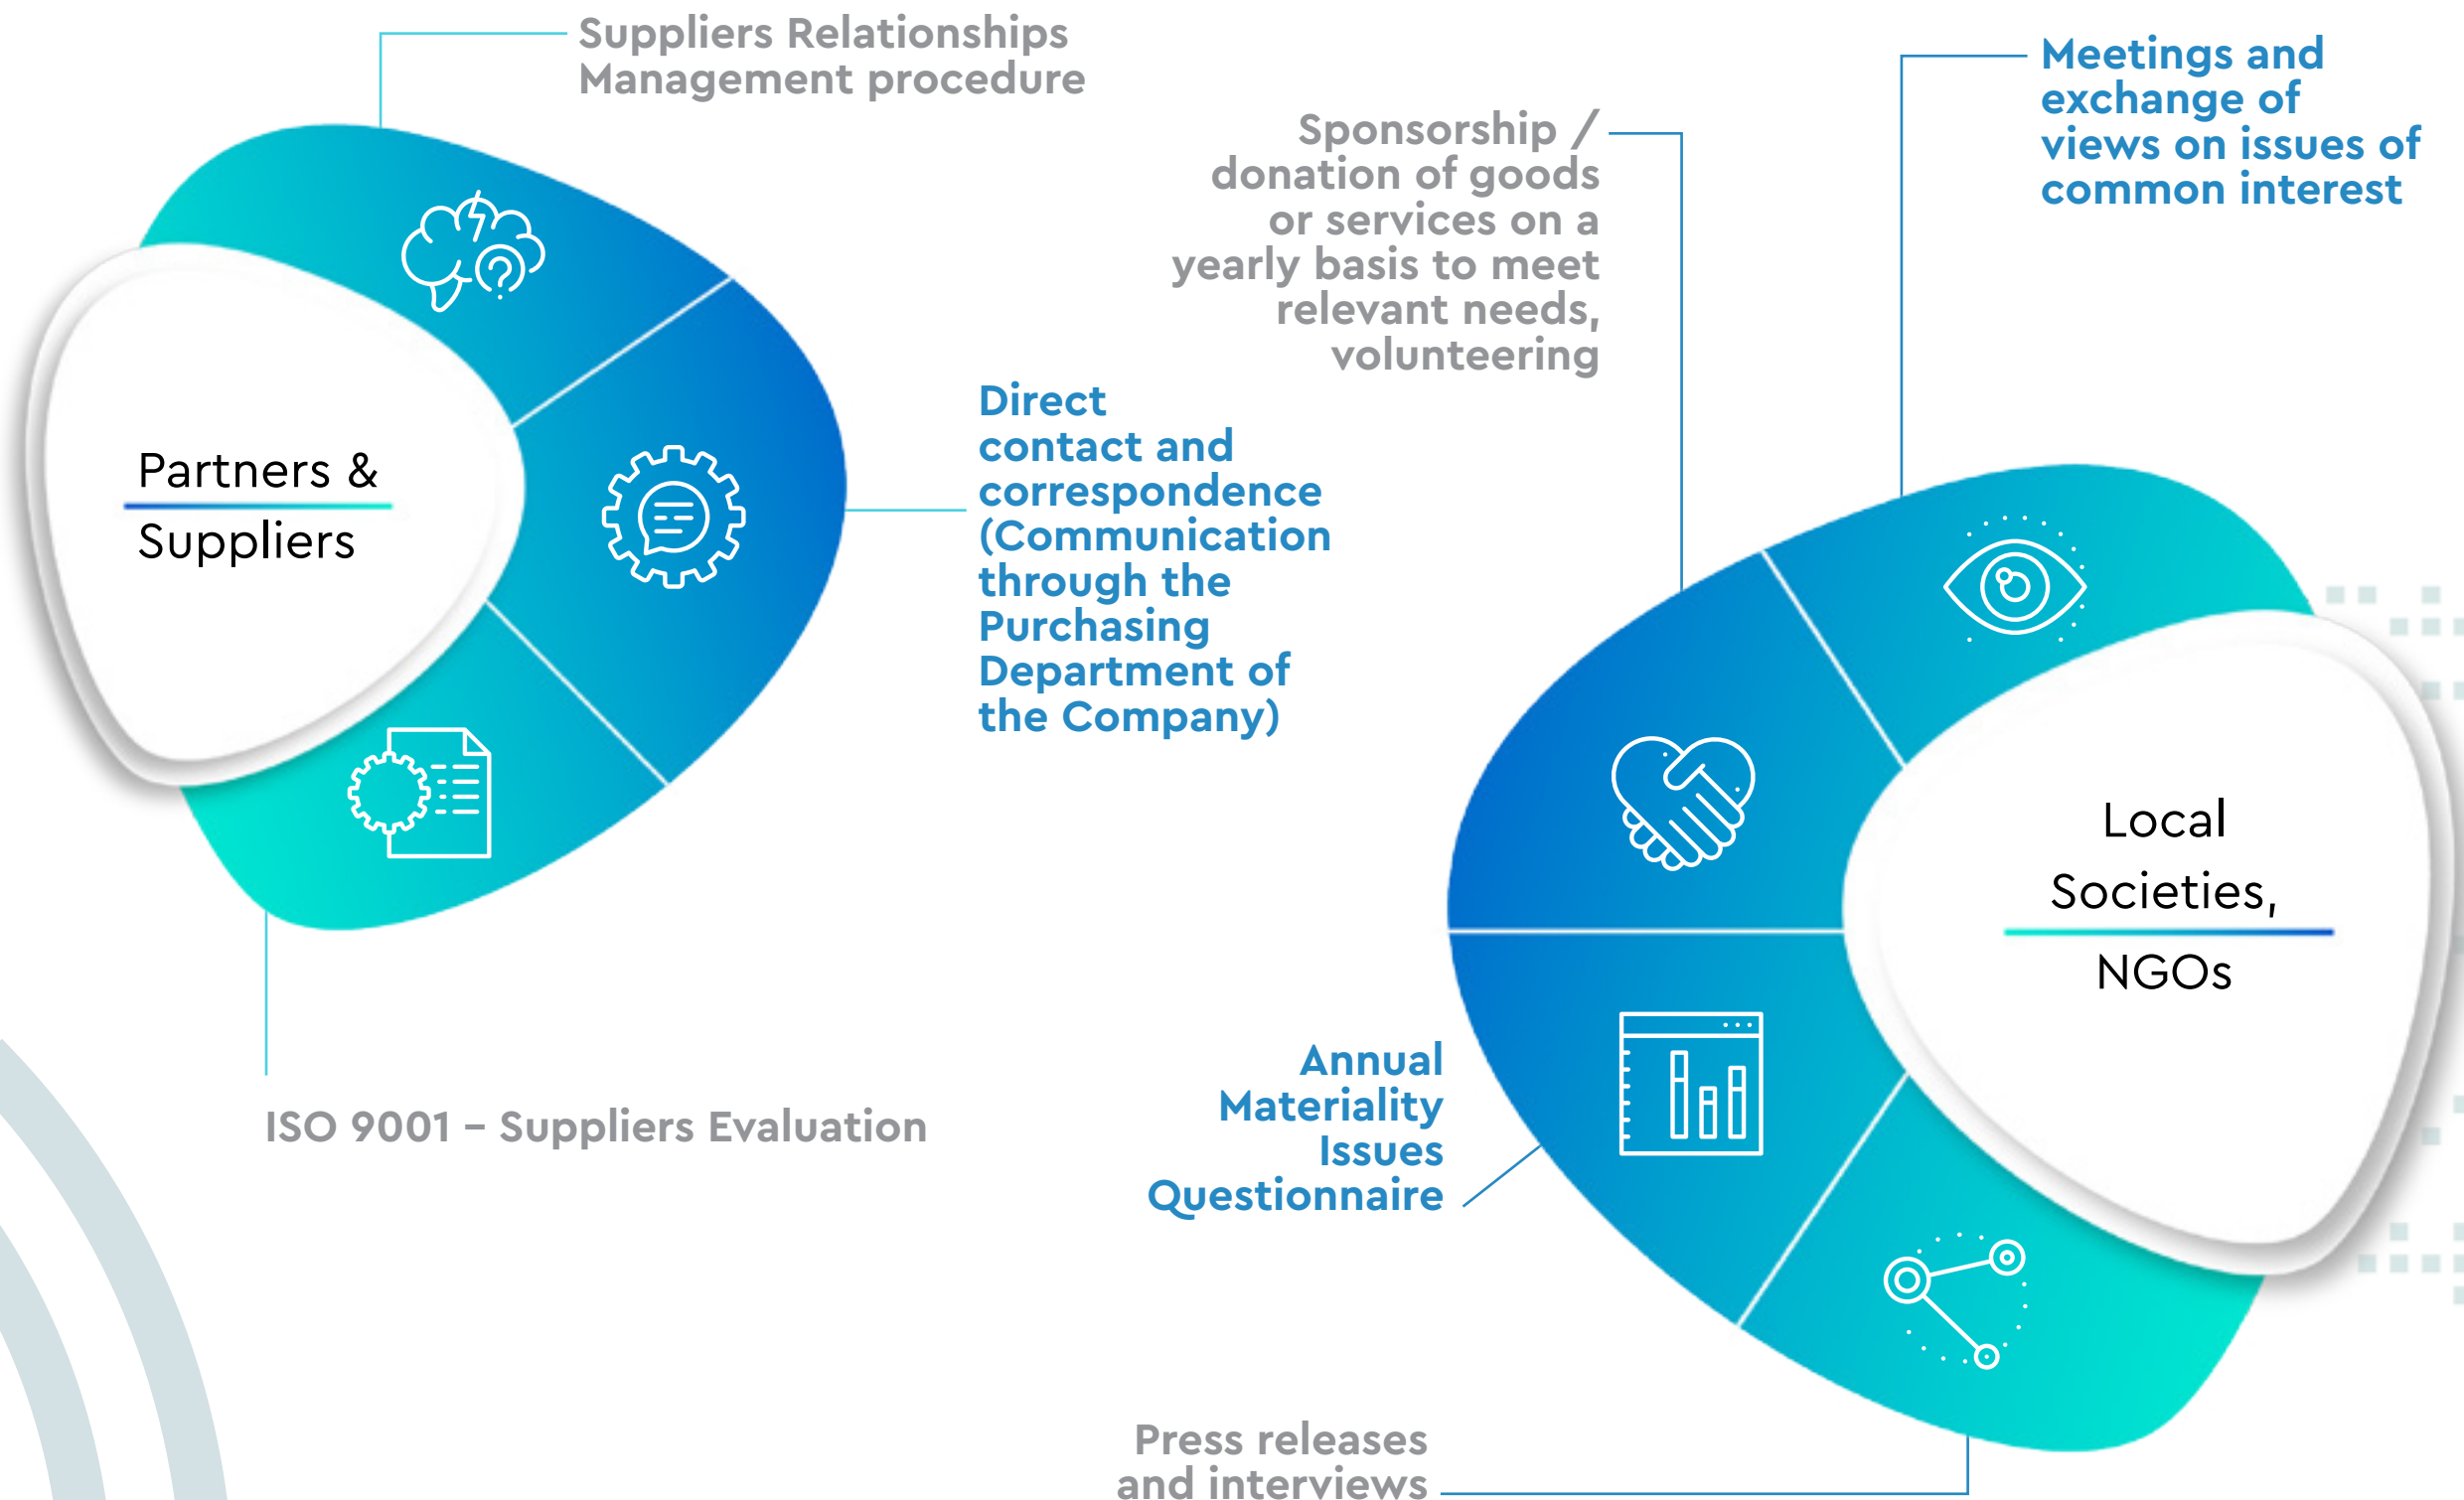 Suppliers Relationships
Management procedure
Partners &
Suppliers
Direct
contact and
correspondence
(Communication
through the
Purchasing
Department of
the Company)
ISO 9001 – Suppliers Evaluation
Meetings and
exchange of
views on issues of
common interest
Sponsorship /
donation of goods
or services on a
yearly basis to meet
relevant needs,
volunteering
Local
Societies,
NGOs
Annual
Materiality
Issues
Questionnaire
Press releases
and interviews